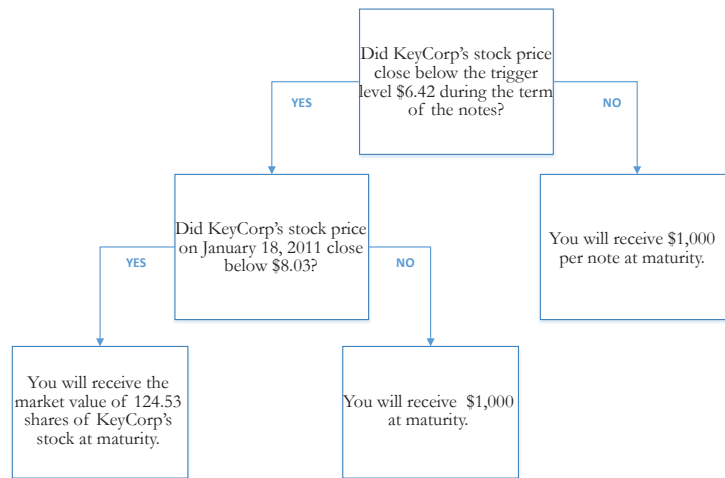 Did KeyCorp's stock price
close below the trigger
level $6.42 during the term
of the notes?
YES
NO
Did KeyCorp's stock price
on January 18, 2011 close
below $8.03?
You will receive $1,000
per note at maturity.
YES
NO
You will receive the
market value of 124.53
shares of KeyCorp's
stock at maturity.
You will receive  $1,000
at maturity.